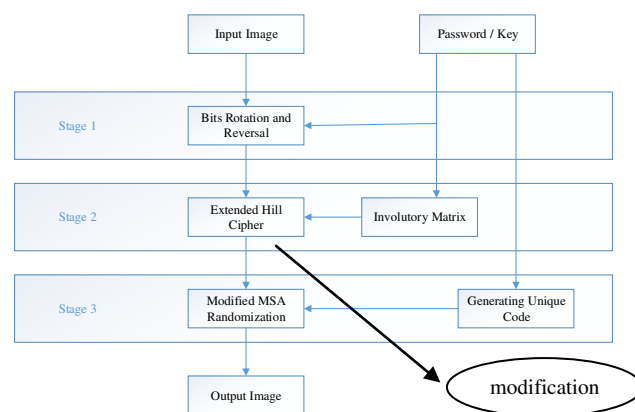 Input Image
Password / Key
Stage 1
Bits Rotation and
Reversal
Stage 2
Extended Hill
Cipher
Involutory Matrix
Stage 3
Modified MSA
Randomization
Generating Unique
Code
Output Image
modification